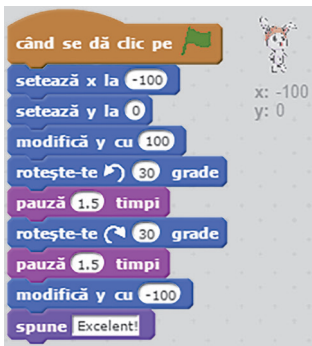 când se dă clic pe
setează x la -100
x: -100
setează y la 0
y: 0
modifică y cu 100
rotește-te 30 grade
pauză 1.5 timpi
rotește-te 30 grade
pauză 1.5 timpi
modifică y cu -100
spune Excelent!